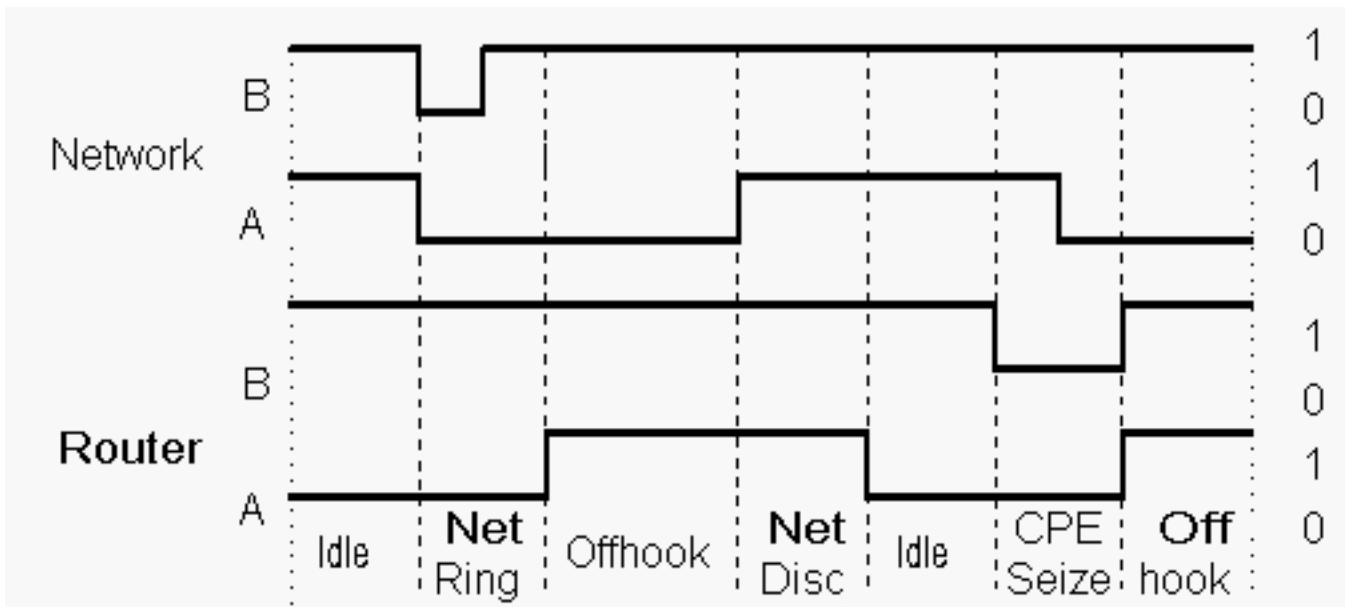 1
B
0
Network
1
A
0
1
B
0
Router
1
A
0
Idle
Net
Ring
Offhook
Net
Disc
Idle
CPE
Seize
Off
hook